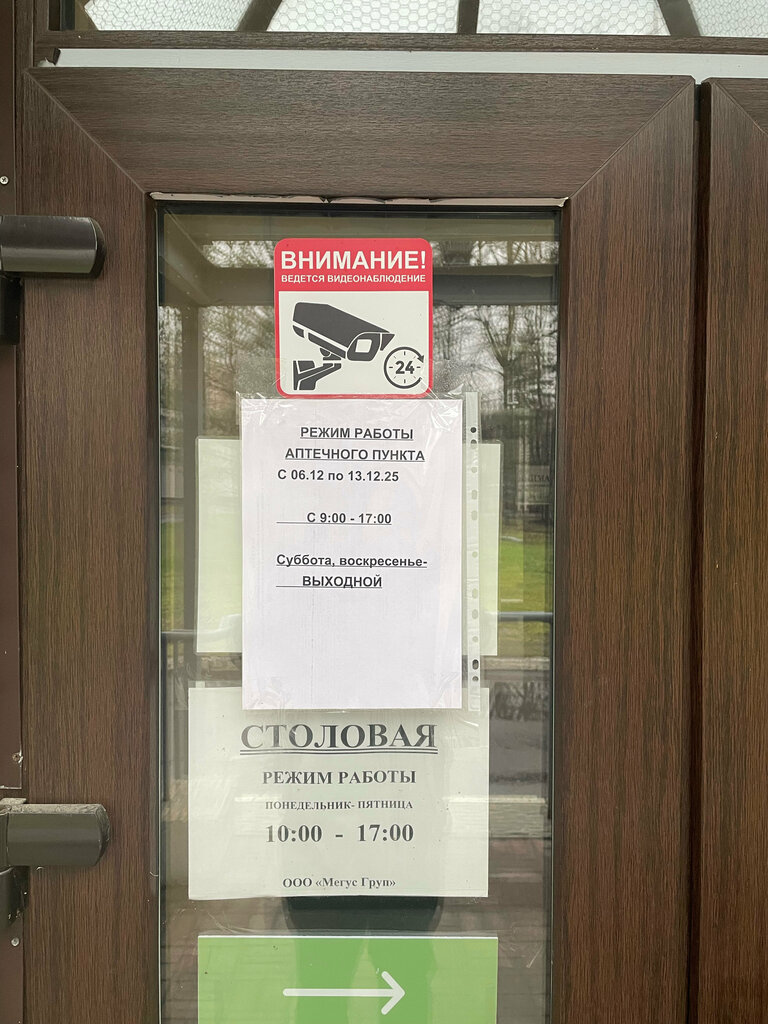 ВНИМАНИЕ!
ВЕДЕТСЯ ВИДЕОНАБЛЮДЕНИЕ
24
РЕЖИМ РАБОТЫ
АПТЕЧНОГО ПУНКТА
С 06.12 по 13.12.25
С 9:00 - 17:00
Суббота, воскресенье-
ВЫХОДНОЙ
СТОЛОВАЯ
РЕЖИМ РАБОТЫ
ПОНЕДЕЛЬНИК- ПЯТНИЦА
10:00 - 17:00
ООО «Мегус Груп»